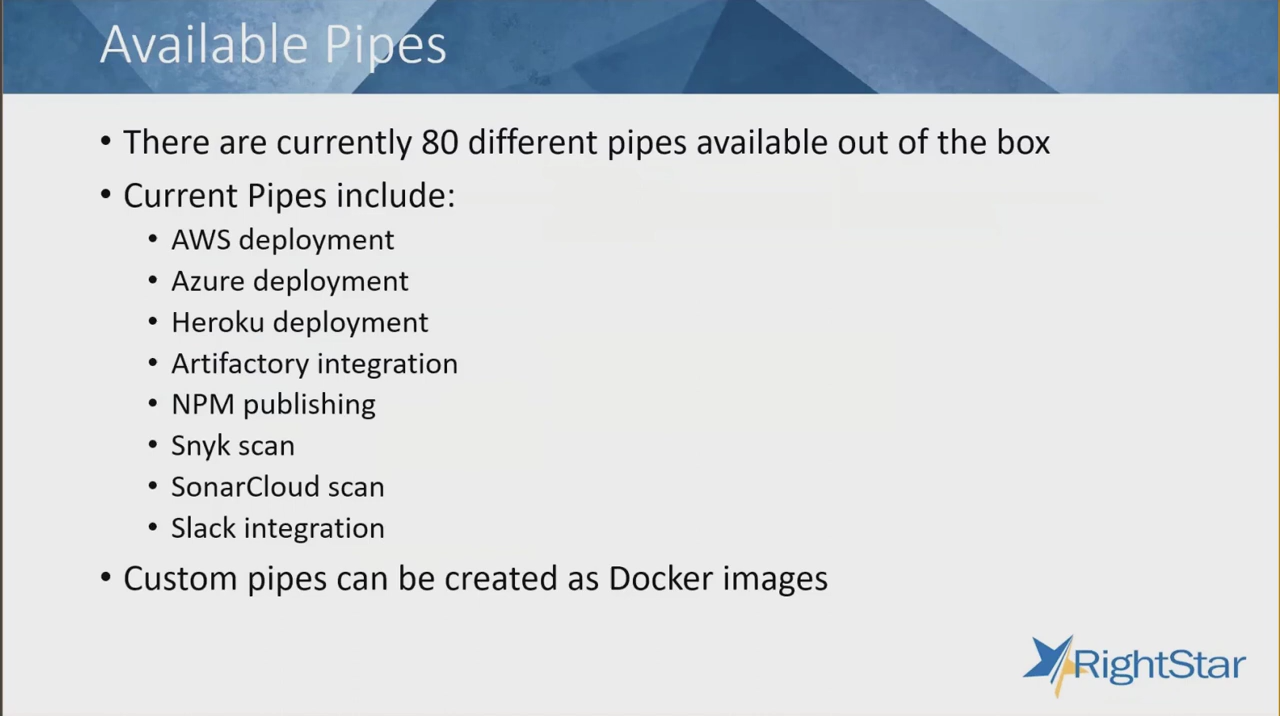 Available Pipes
• There are currently 80 different pipes available out of the box
• Current Pipes include:
• AWS deployment
• Azure deployment
• Heroku deployment
• Artifactory integration
• NPM publishing
• Snyk scan
• SonarCloud scan
• Slack integration
• Custom pipes can be created as Docker images
RightStar